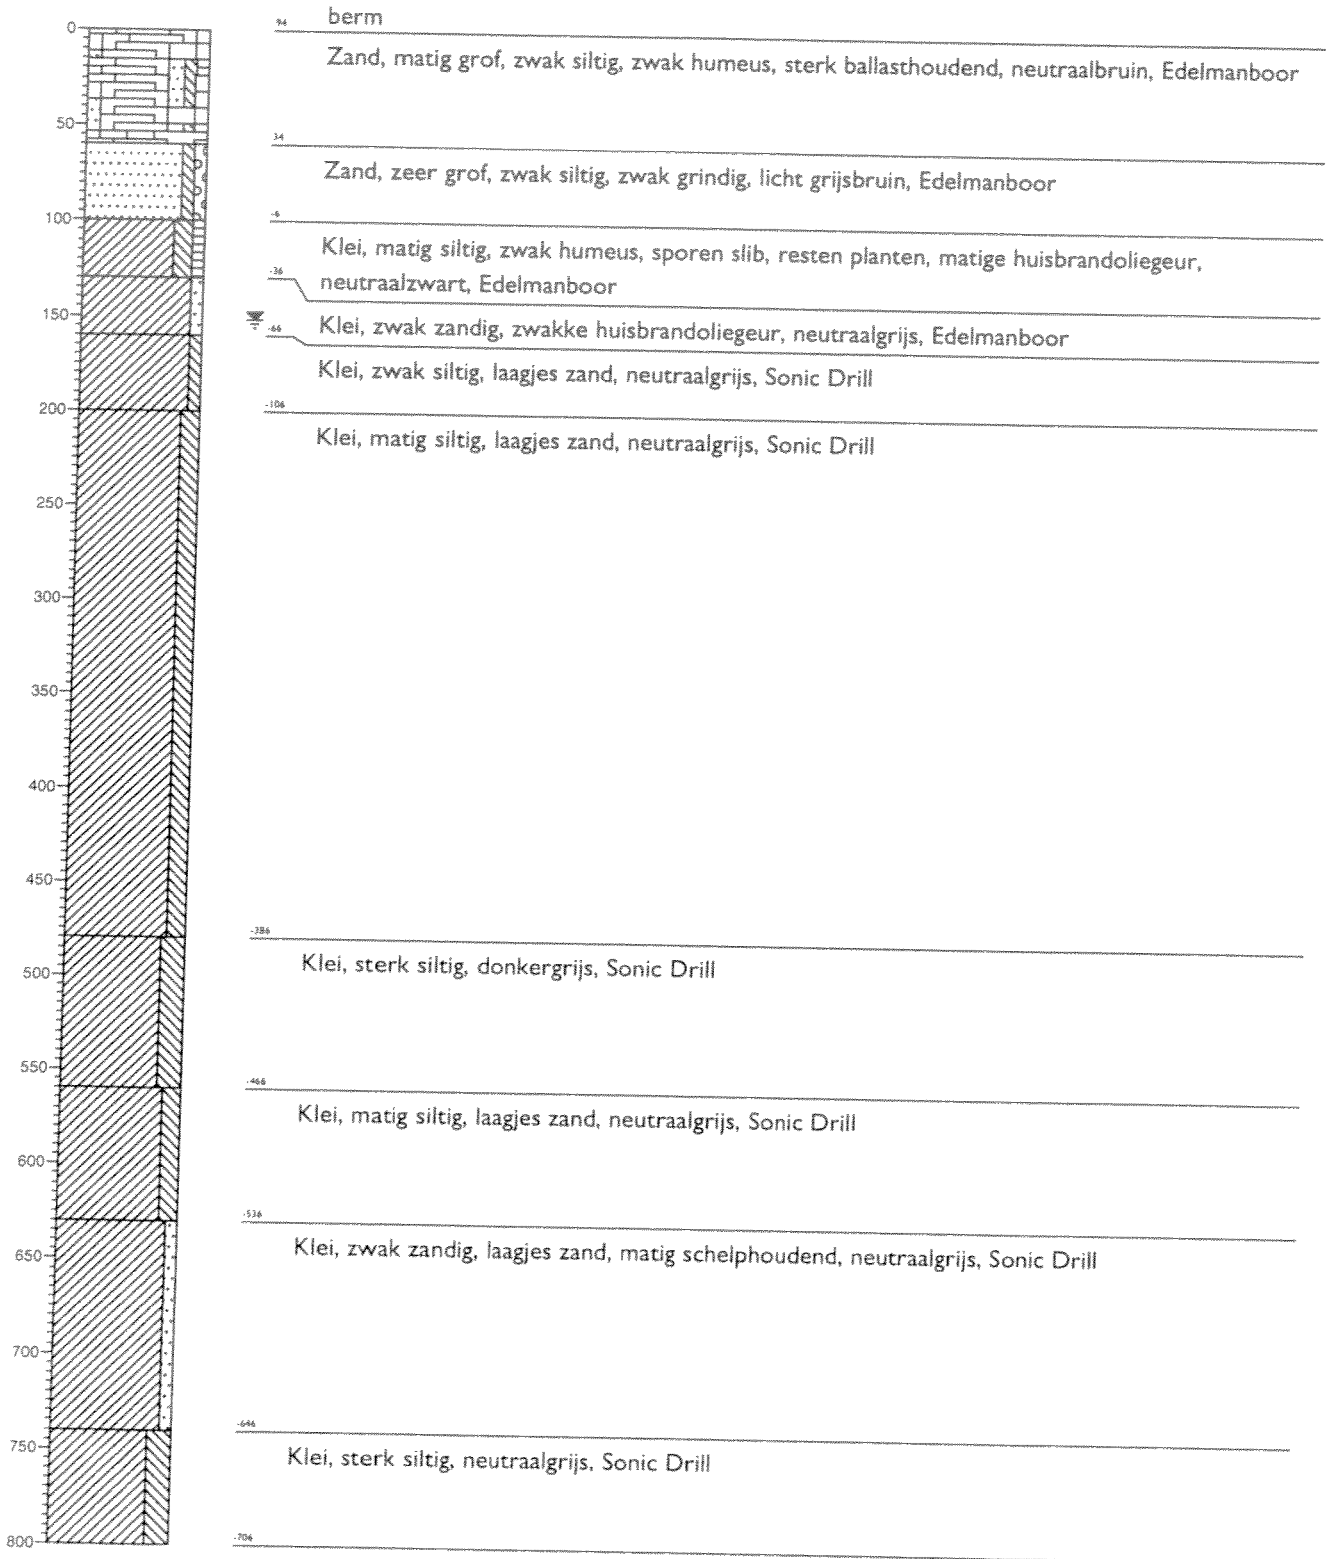 0
94
berm
Zand, matig grof, zwak siltig, zwak humeus, sterk ballasthoudend, neutraalbruin, Edelmanboor
50
34
Zand, zeer grof, zwak siltig, zwak grindig, licht grijsbruin, Edelmanboor
100
-6
Klei, matig siltig, zwak humeus, sporen slib, resten planten, matige huisbrandoliegeur,
-36
neutraalzwart, Edelmanboor
150
-66
Klei, zwak zandig, zwakke huisbrandoliegeur, neutraalgrijs, Edelmanboor
Klei, zwak siltig, laagjes zand, neutraalgrijs, Sonic Drill
200
-106
Klei, matig siltig, laagjes zand, neutraalgrijs, Sonic Drill
250
300
350
400
450
-386
Klei, sterk siltig, donkergrijs, Sonic Drill
500
550
-466
Klei, matig siltig, laagjes zand, neutraalgrijs, Sonic Drill
600
-536
Klei, zwak zandig, laagjes zand, matig schelphoudend, neutraalgrijs, Sonic Drill
650
700
-646
750
Klei, sterk siltig, neutraalgrijs, Sonic Drill
800
-706